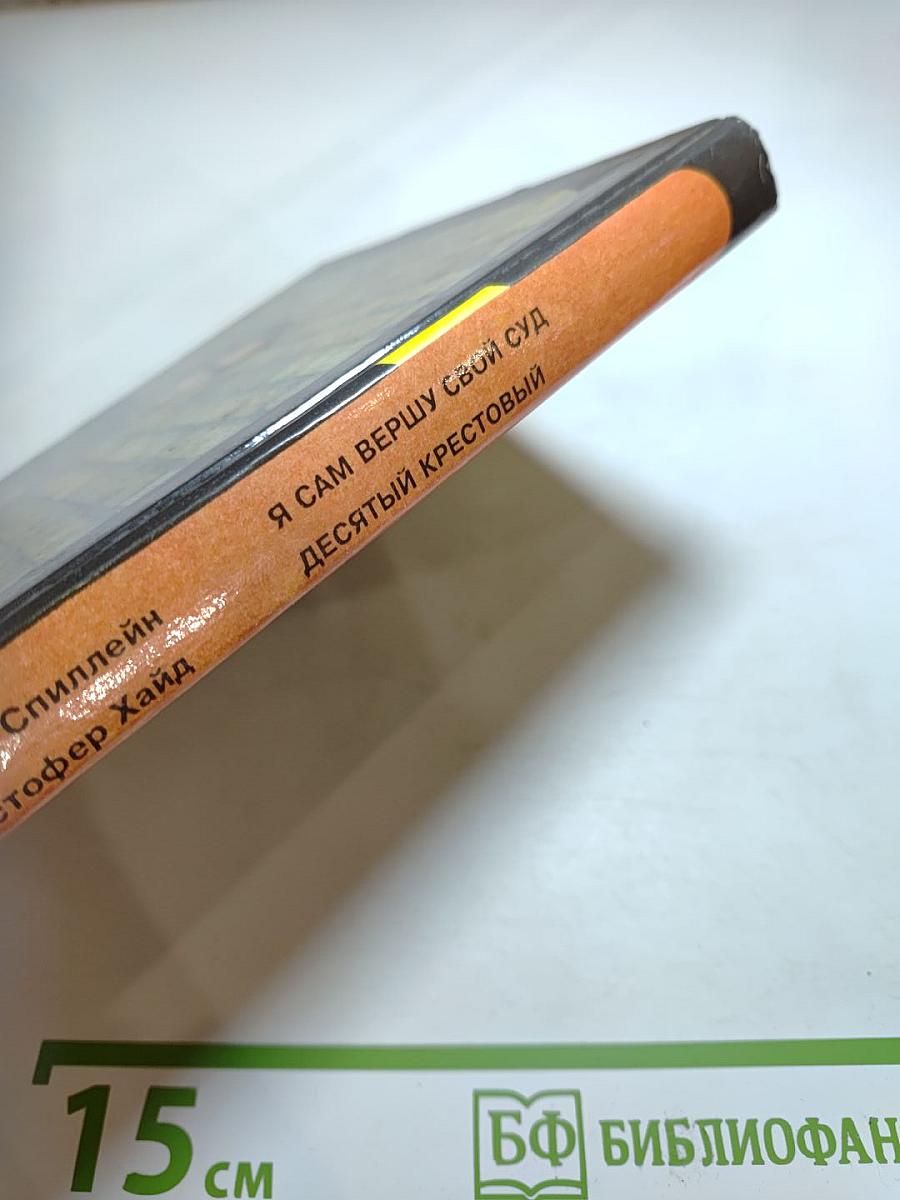 Я САМ ВЕРШУ СВОЙ СУД
ДЕСЯТЫЙ КРЕСТОВЫЙ
Спиллейн
стофер Хайд
15 см
БФ БИБЛИОФАН